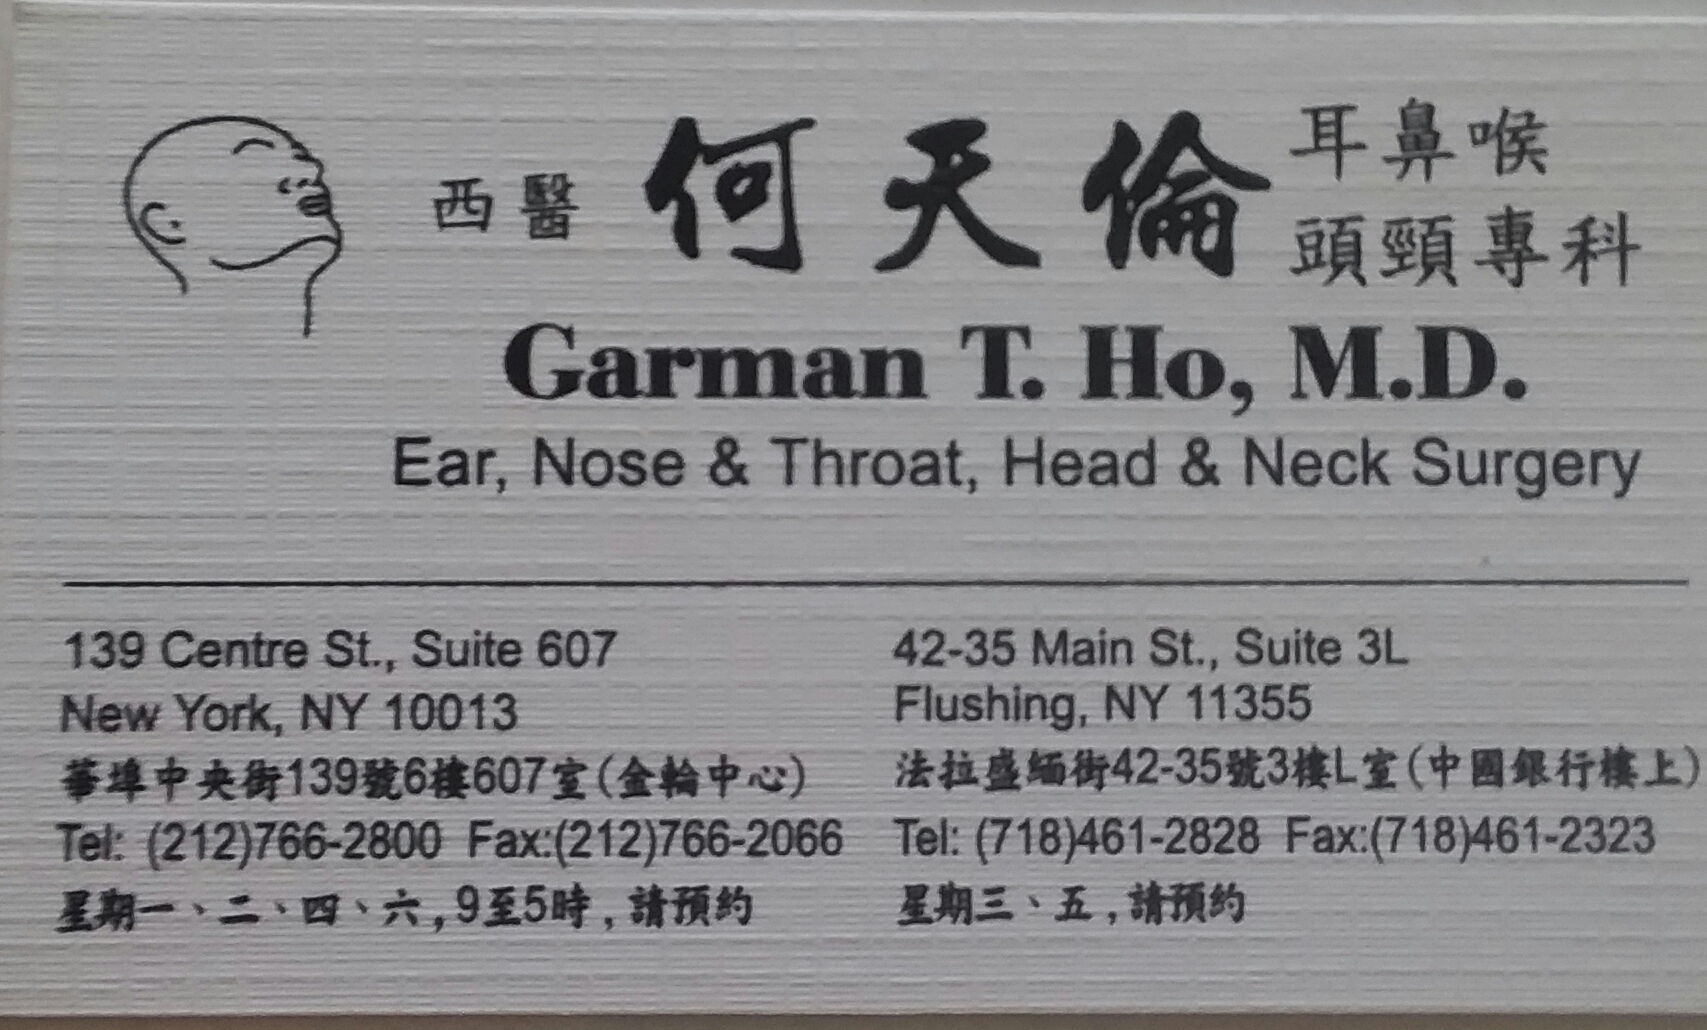 西醫 何天倫 耳鼻喉
頭頸專科
Garman T. Ho, M.D.
Ear, Nose & Throat, Head & Neck Surgery
139 Centre St., Suite 607
New York, NY 10013
華埠中央街139號6樓607室(金輪中心)
Tel: (212)766-2800 Fax:(212)766-2066
星期一、二、四、六, 9至5時, 請預約
42-35 Main St., Suite 3L
Flushing, NY 11355
法拉盛緬街42-35號3樓L室(中國銀行樓上)
Tel: (718)461-2828 Fax:(718)461-2323
星期三、五, 請預約